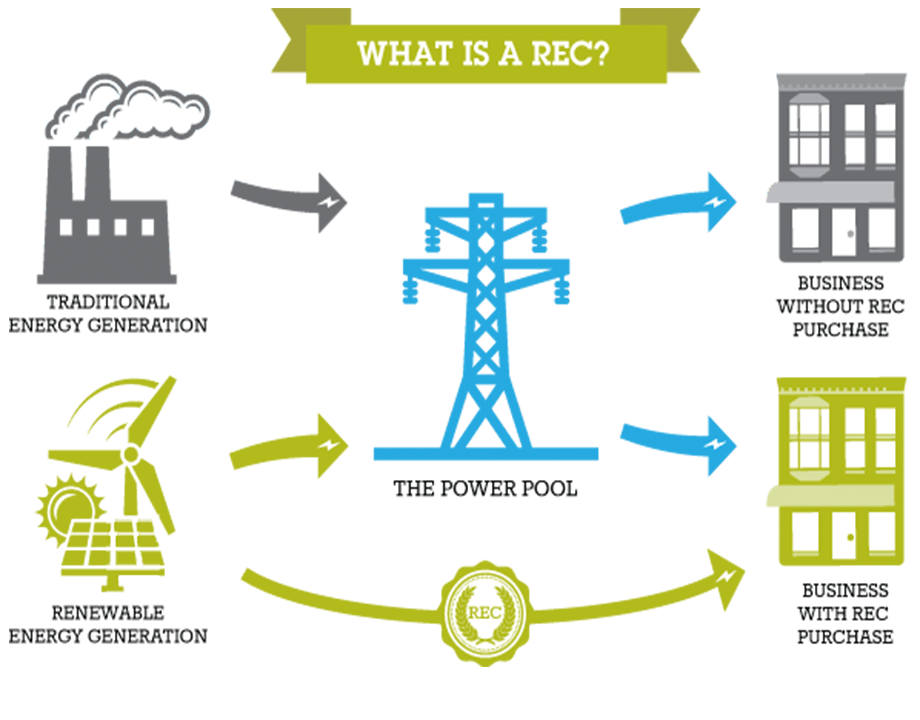 WHAT IS A REC?
TRADITIONAL
ENERGY GENERATION
BUSINESS
WITHOUT REC
PURCHASE
THE POWER POOL
RENEWABLE
ENERGY GENERATION
REC
BUSINESS
WITH REC
PURCHASE